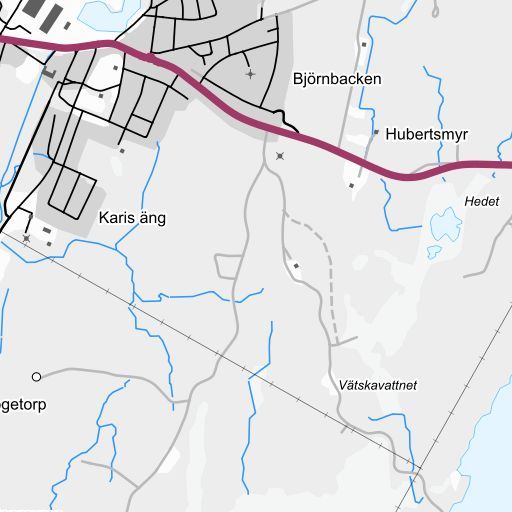 Björnbacken
Hubertsmyr
Hedet
Karis äng
Vätskavattnet
getorp